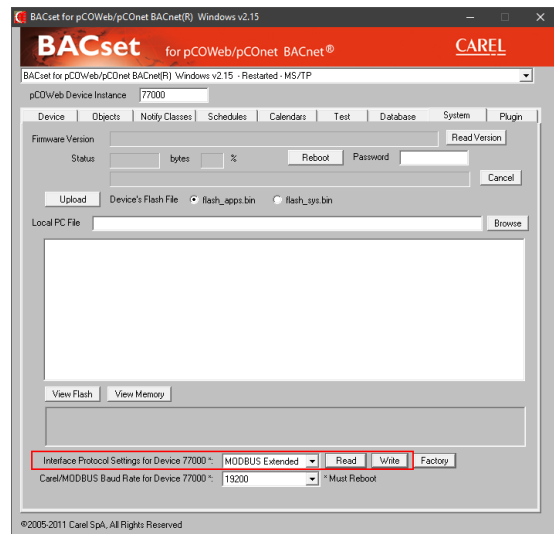 BACset for pCOWeb/pCOnet BACnet(R) Windows v2.15
BACset for pCOWeb/pCOnet BACnet® CAREL
BACset for pCOWeb/pCOnet BACnet(R) Windows v2.15 - Restarted - MS/TP
pCOWeb Device Instance 77000
Device Objects Notify Classes Schedules Calendars Test Database System Plugin
Firmware Version Read Version
Status bytes % Reboot Password
Cancel
Upload Device's Flash File flash_apps.bin flash_sys.bin
Local PC File Browse
View Flash View Memory
Interface Protocol Settings for Device 77000 *: MODBUS Extended Read Write Factory
Carel/MODBUS Baud Rate for Device 77000 *: 19200 * Must Reboot
©2005-2011 Carel SpA, All Rights Reserved